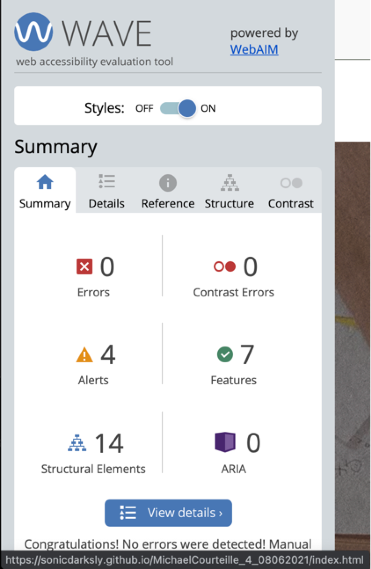 WAVE
powered by
WebAIM
web accessibility evaluation tool
Styles: OFF ON
Summary
Summary Details Reference Structure Contrast
0 0
Errors Contrast Errors
4 7
Alerts Features
14 0
Structural Elements ARIA
View details ›
Congratulations! No errors were detected! Manual
https://sonicdarksly.github.io/MichaelCourteille_4_08062021/index.html